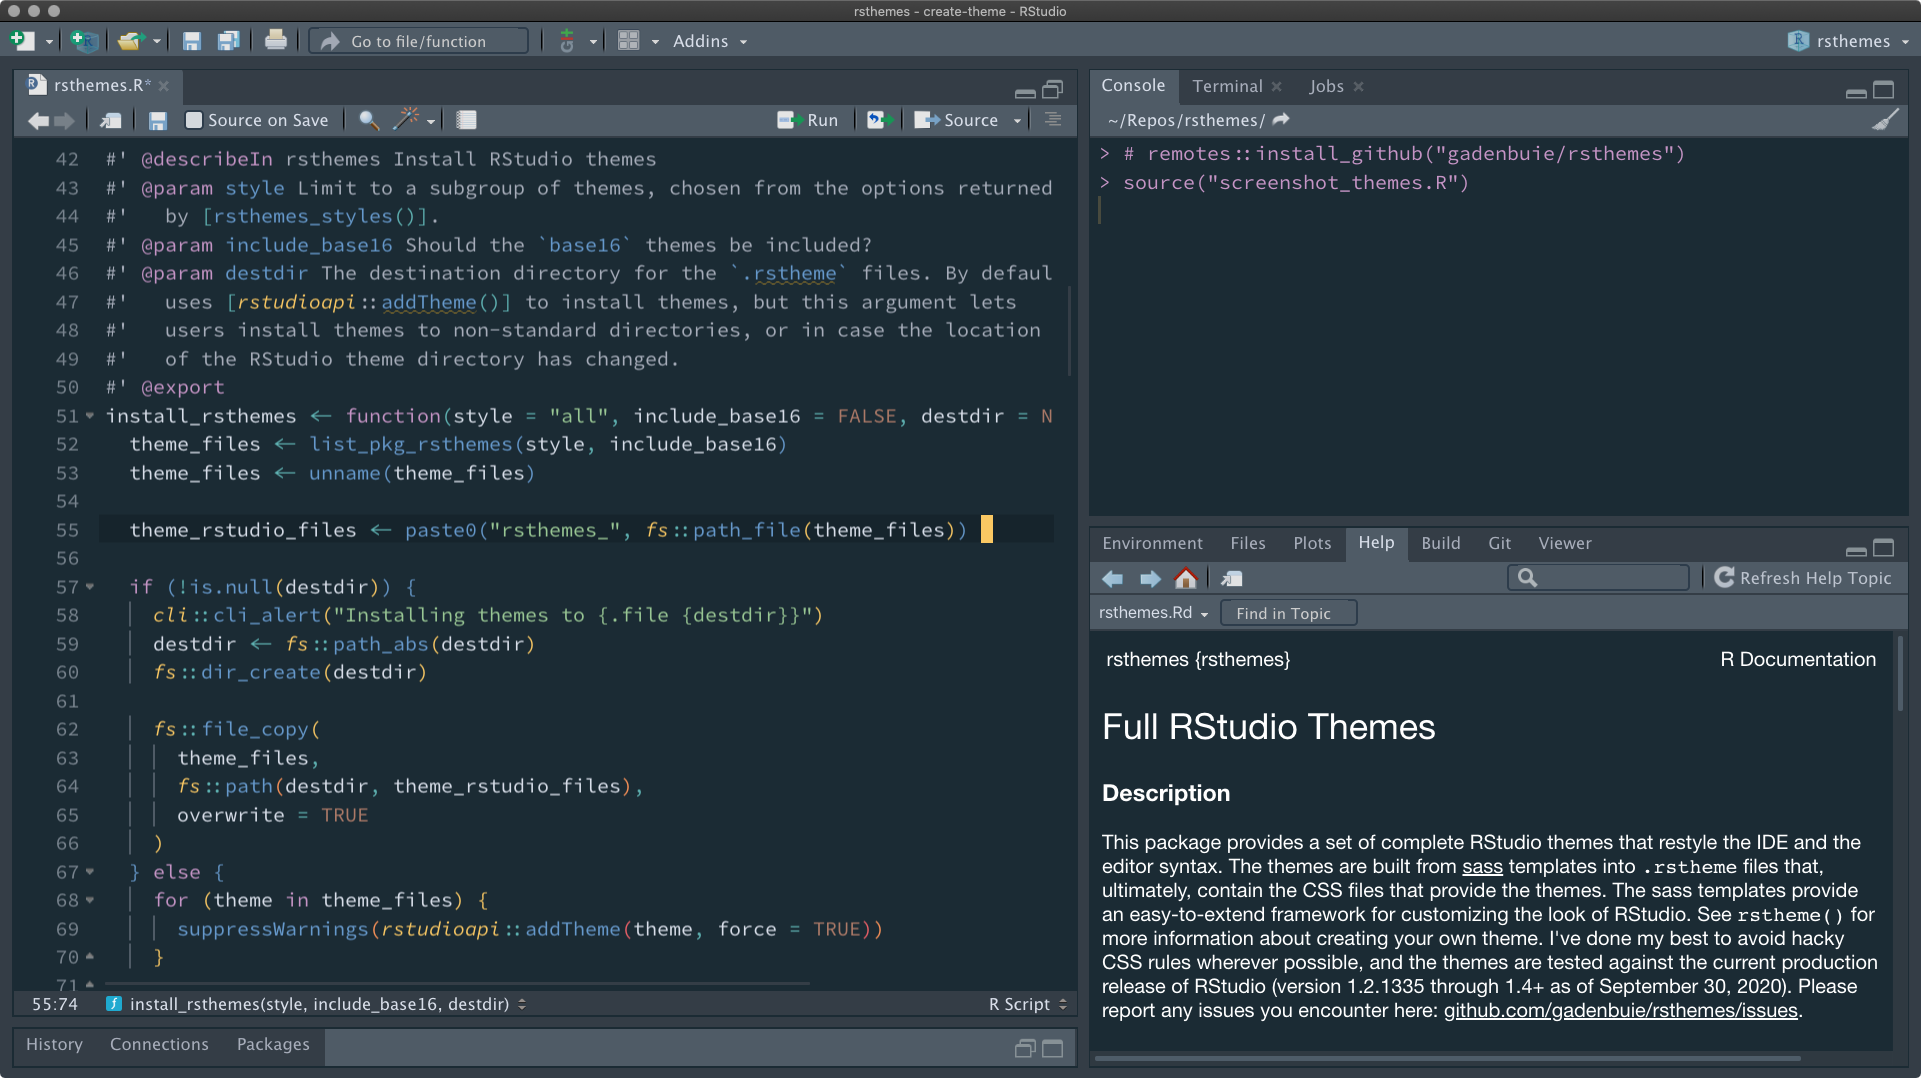 rsthemes - create-theme - RStudio
Go to file/function
Addins
rsthemes
rsthemes.R*
Source on Save
Run
Source
42 #' @describeIn rsthemes Install RStudio themes
43 #' @param style Limit to a subgroup of themes, chosen from the options returned
44 #'   by [rsthemes_styles()].
45 #' @param include_base16 Should the `base16` themes be included?
46 #' @param destdir The destination directory for the `.rstheme` files. By defaul
47 #'   uses [rstudioapi::addTheme()] to install themes, but this argument lets
48 #'   users install themes to non-standard directories, or in case the location
49 #'   of the RStudio theme directory has changed.
50 #' @export
51 install_rsthemes <- function(style = "all", include_base16 = FALSE, destdir = N
52   theme_files <- list_pkg_rsthemes(style, include_base16)
53   theme_files <- unname(theme_files)
54
55   theme_rstudio_files <- paste0("rsthemes_", fs::path_file(theme_files))
56
57   if (!is.null(destdir)) {
58     cli::cli_alert("Installing themes to {.file {destdir}}")
59     destdir <- fs::path_abs(destdir)
60     fs::dir_create(destdir)
61
62     fs::file_copy(
63       theme_files,
64       fs::path(destdir, theme_rstudio_files),
65       overwrite = TRUE
66     )
67   } else {
68     for (theme in theme_files) {
69       suppressWarnings(rstudioapi::addTheme(theme, force = TRUE))
70     }
71
55:74 install_rsthemes(style, include_base16, destdir) R Script
History Connections Packages
Console Terminal Jobs
~/Repos/rsthemes/
> # remotes::install_github("gadenbuie/rsthemes")
> source("screenshot_themes.R")
Environment Files Plots Help Build Git Viewer
Refresh Help Topic
rsthemes.Rd Find in Topic
rsthemes {rsthemes} R Documentation
Full RStudio Themes
Description
This package provides a set of complete RStudio themes that restyle the IDE and the
editor syntax. The themes are built from sass templates into .rstheme files that,
ultimately, contain the CSS files that provide the themes. The sass templates provide
an easy-to-extend framework for customizing the look of RStudio. See rstheme() for
more information about creating your own theme. I've done my best to avoid hacky
CSS rules wherever possible, and the themes are tested against the current production
release of RStudio (version 1.2.1335 through 1.4+ as of September 30, 2020). Please
report any issues you encounter here: github.com/gadenbuie/rsthemes/issues.